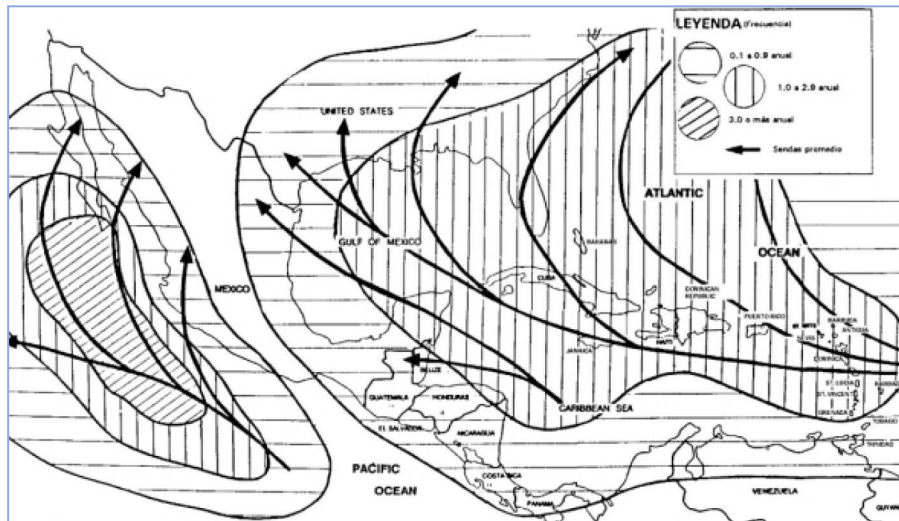 LEYENDA (Frecuencia)
0.1 a 0.9 anual
1.0 a 2.9 anual
3.0 o más anual
Sendas promedio
UNITED STATES
ATLANTIC
OCEAN
GULF OF MEXICO
BAHAMAS
MEXICO
CUBA
DOMINICAN
REPUBLIC
PUERTO RICO
HAITI
JAMAICA
BARBUDA
ANTIGUA
ST. KITTS
NEVIS
DOMINICA
BELIZE
ST. LUCIA
ST. VINCENT
GRENADA
GUATEMALA
HONDURAS
CARIBBEAN SEA
EL SALVADOR
NICARAGUA
TOBAGO
TRINIDAD
PACIFIC
OCEAN
COSTA RICA
PANAMA
VENEZUELA